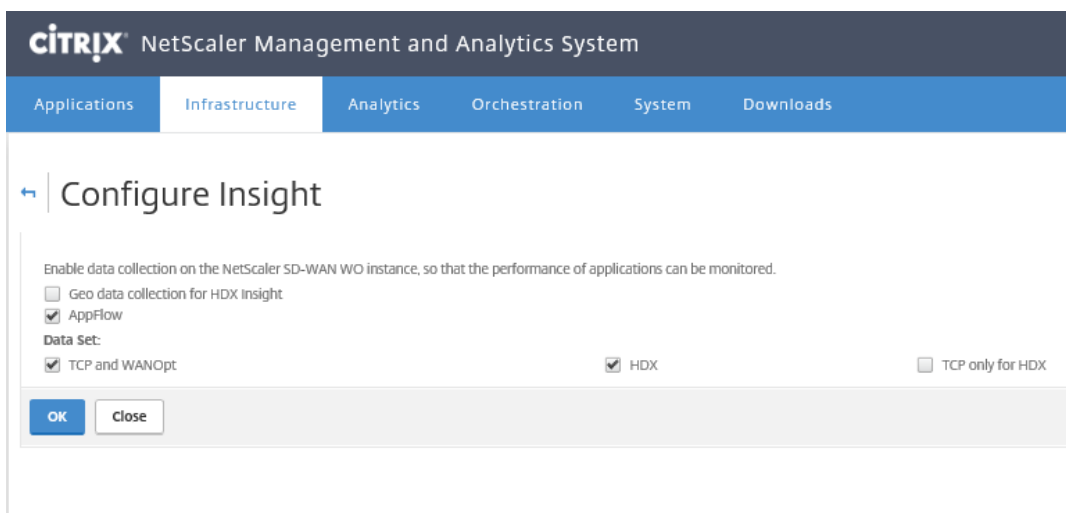 CITRIX NetScaler Management and Analytics System
Applications Infrastructure Analytics Orchestration System Downloads
Configure Insight
Enable data collection on the NetScaler SD-WAN WO instance, so that the performance of applications can be monitored.
Geo data collection for HDX Insight
AppFlow
Data Set:
TCP and WANOpt HDX TCP only for HDX
OK Close